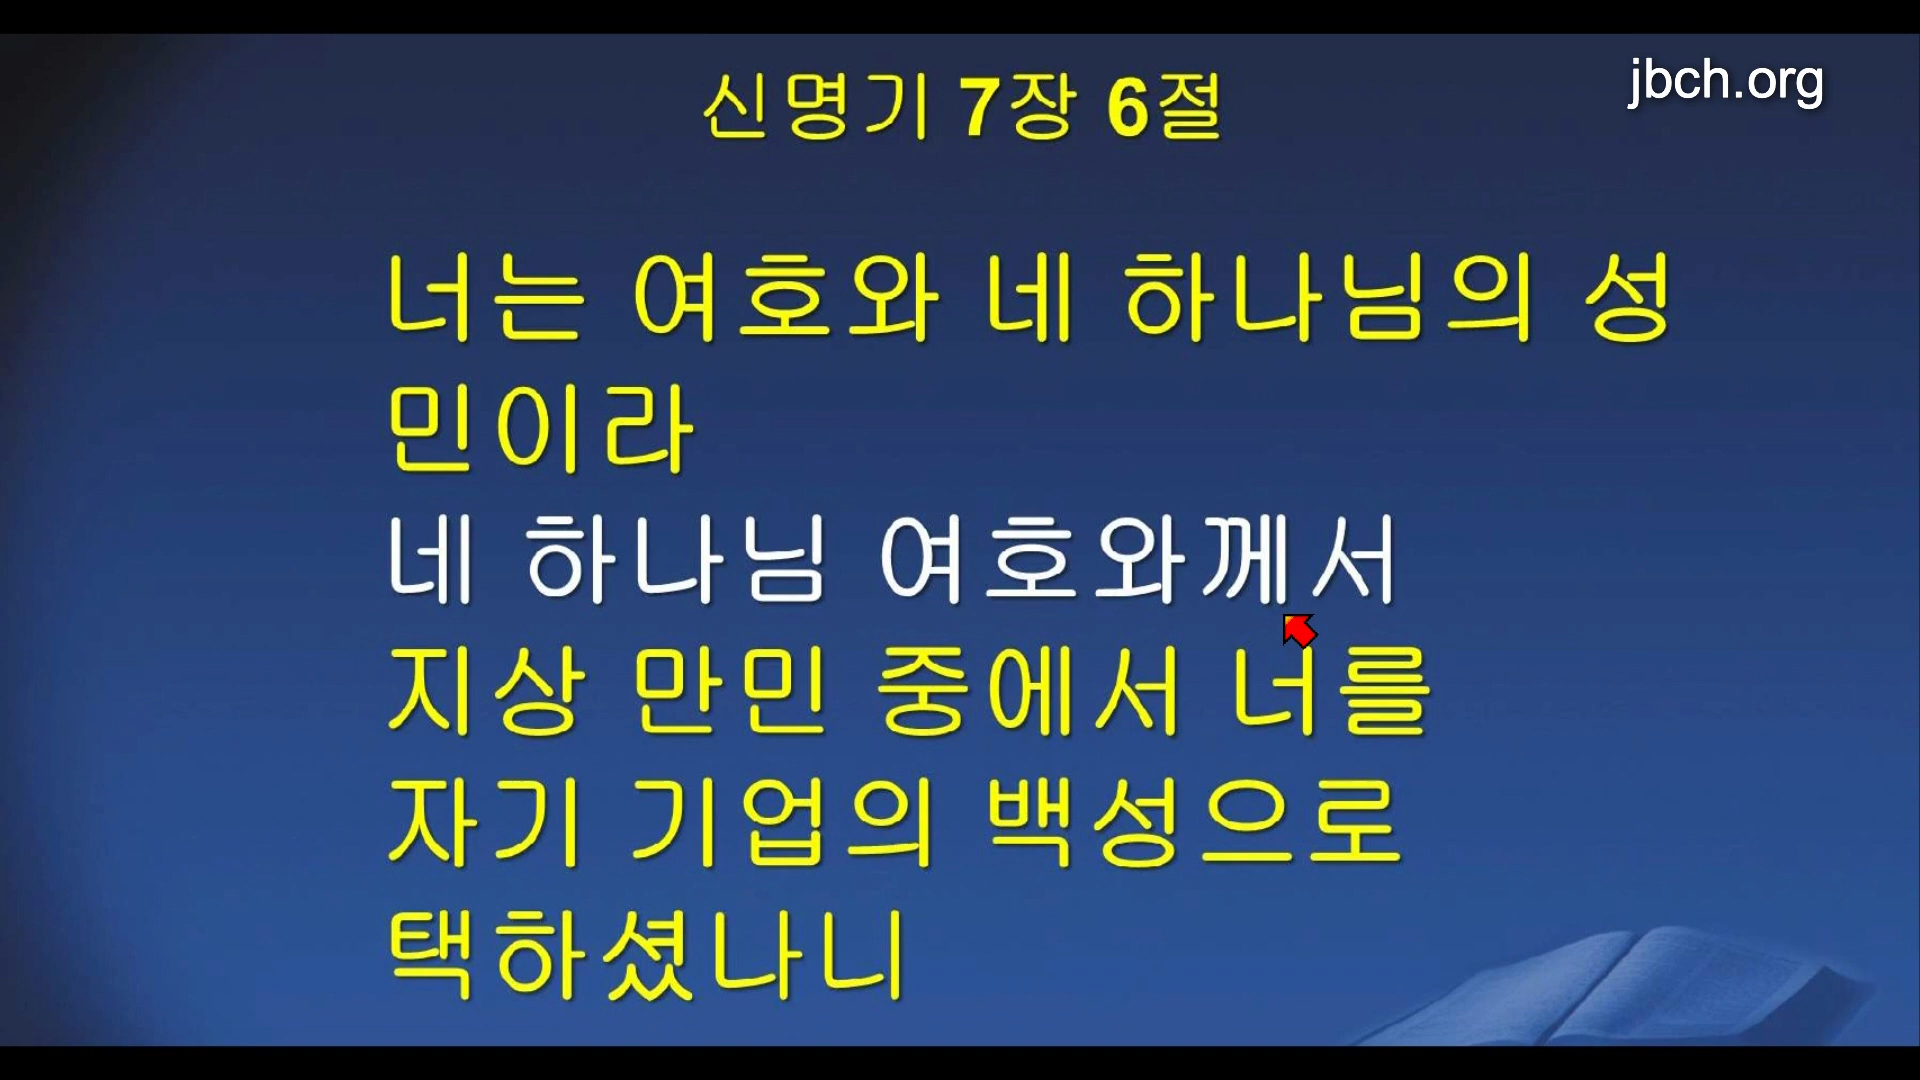 신명기 7장 6절
jbch.org
너는 여호와 네 하나님의 성
민이라
네 하나님 여호와께서
지상 만민 중에서 너를
자기 기업의 백성으로
택하셨나니